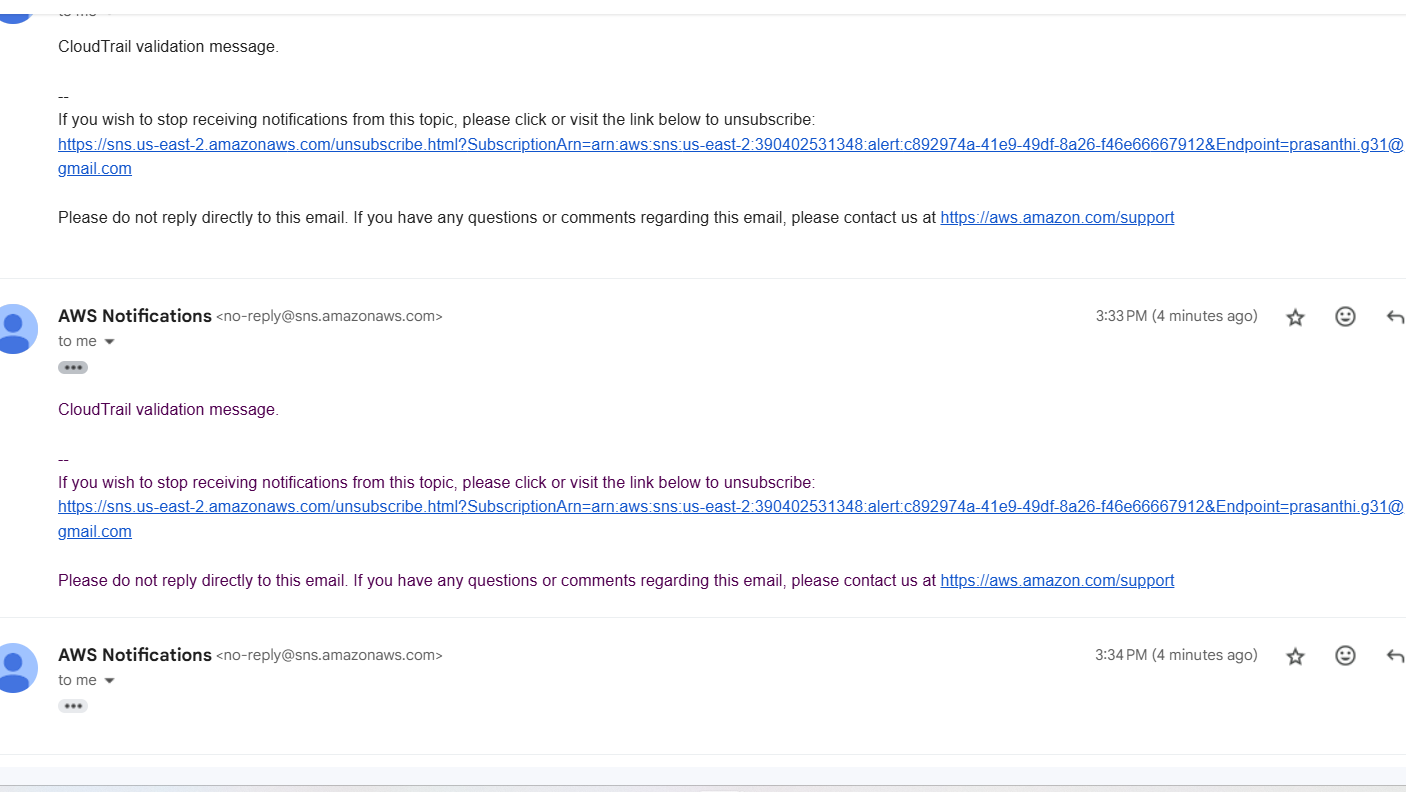 CloudTrail validation message.
--
If you wish to stop receiving notifications from this topic, please click or visit the link below to unsubscribe:
https://sns.us-east-2.amazonaws.com/unsubscribe.html?SubscriptionArn=arn:aws:sns:us-east-2:390402531348:alert:c892974a-41e9-49df-8a26-f46e66667912&Endpoint=prasanthi.g31@
gmail.com
Please do not reply directly to this email. If you have any questions or comments regarding this email, please contact us at https://aws.amazon.com/support
AWS Notifications <no-reply@sns.amazonaws.com> 3:33 PM (4 minutes ago)
to me
CloudTrail validation message.
--
If you wish to stop receiving notifications from this topic, please click or visit the link below to unsubscribe:
https://sns.us-east-2.amazonaws.com/unsubscribe.html?SubscriptionArn=arn:aws:sns:us-east-2:390402531348:alert:c892974a-41e9-49df-8a26-f46e66667912&Endpoint=prasanthi.g31@
gmail.com
Please do not reply directly to this email. If you have any questions or comments regarding this email, please contact us at https://aws.amazon.com/support
AWS Notifications <no-reply@sns.amazonaws.com> 3:34 PM (4 minutes ago)
to me